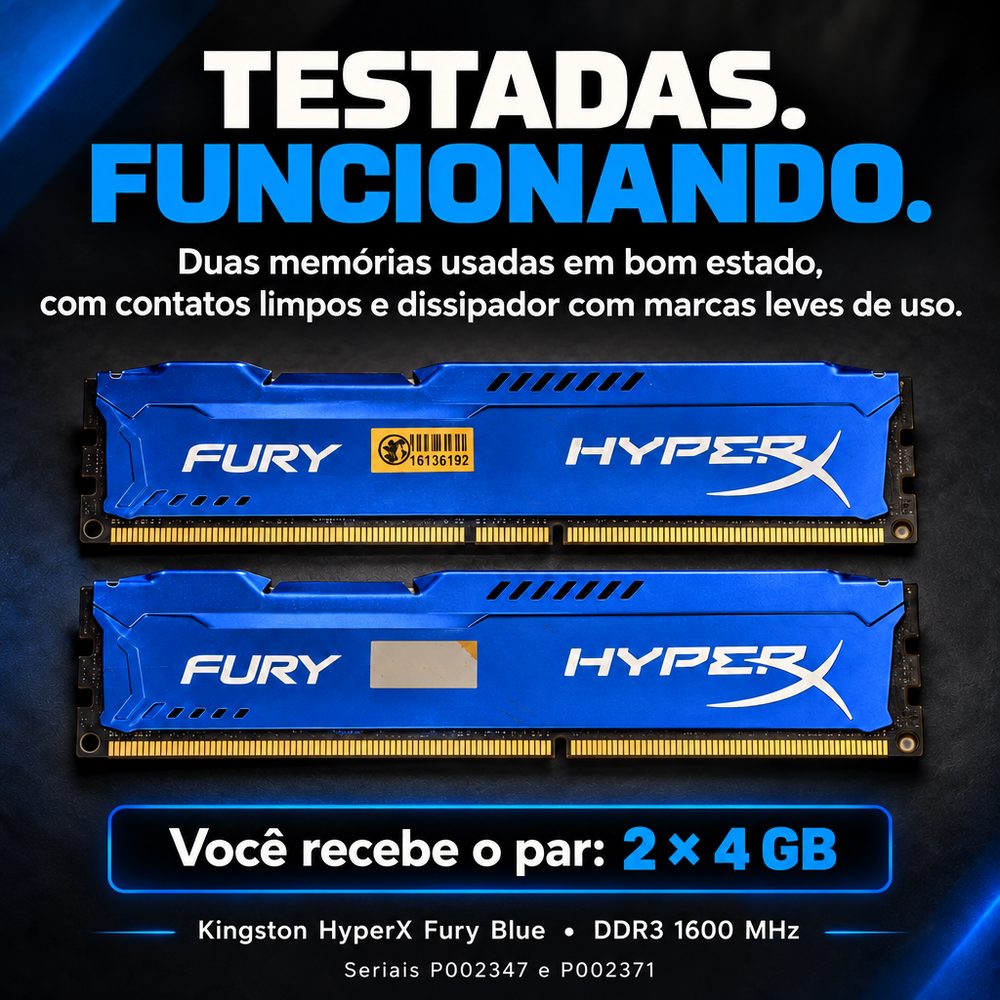 TESTADAS.
FUNCIONANDO.
Duas memórias usadas em bom estado,
com contatos limpos e dissipador com marcas leves de uso.
FURY
16136192
HYPERX
FURY
HYPERX
Você recebe o par: 2 × 4 GB
Kingston HyperX Fury Blue • DDR3 1600 MHz
Seriais P002347 e P002371